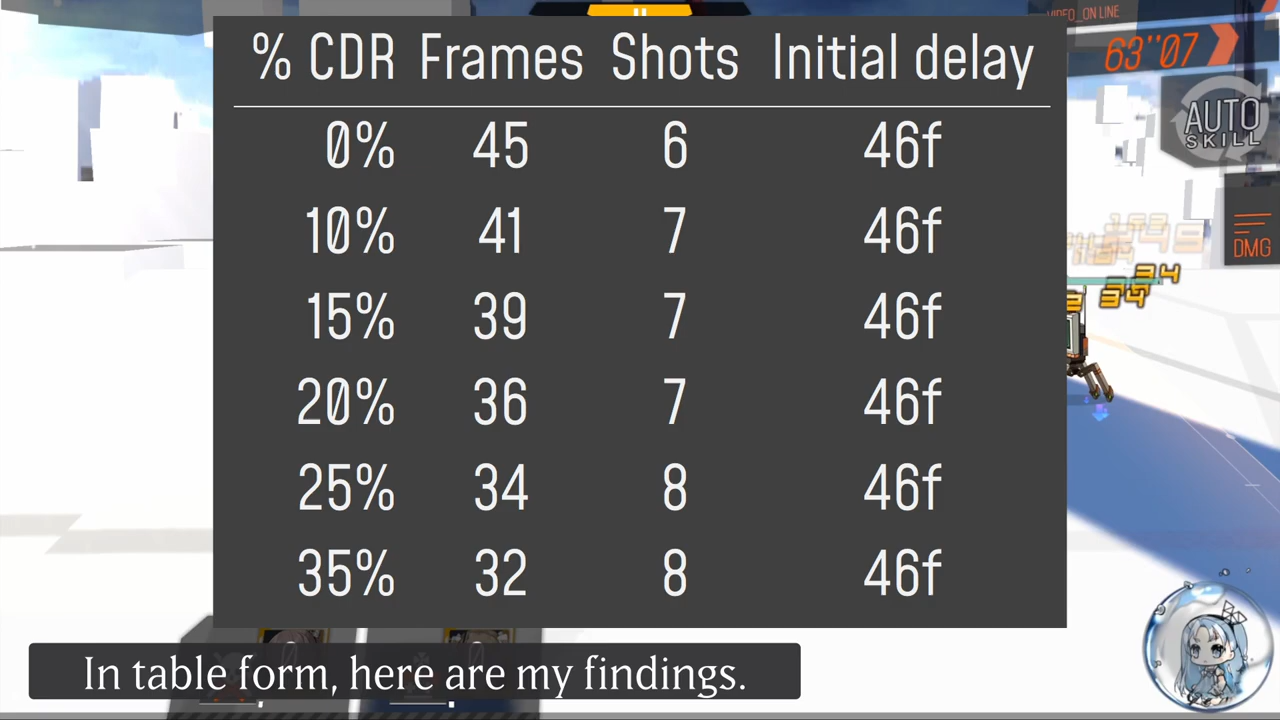 VIDEO_ON LINE
63"07
AUTO
SKILL
DMG
% CDR Frames Shots Initial delay
0% 45 6 46f
10% 41 7 46f
15% 39 7 46f
20% 36 7 46f
25% 34 8 46f
35% 32 8 46f
In table form, here are my findings.